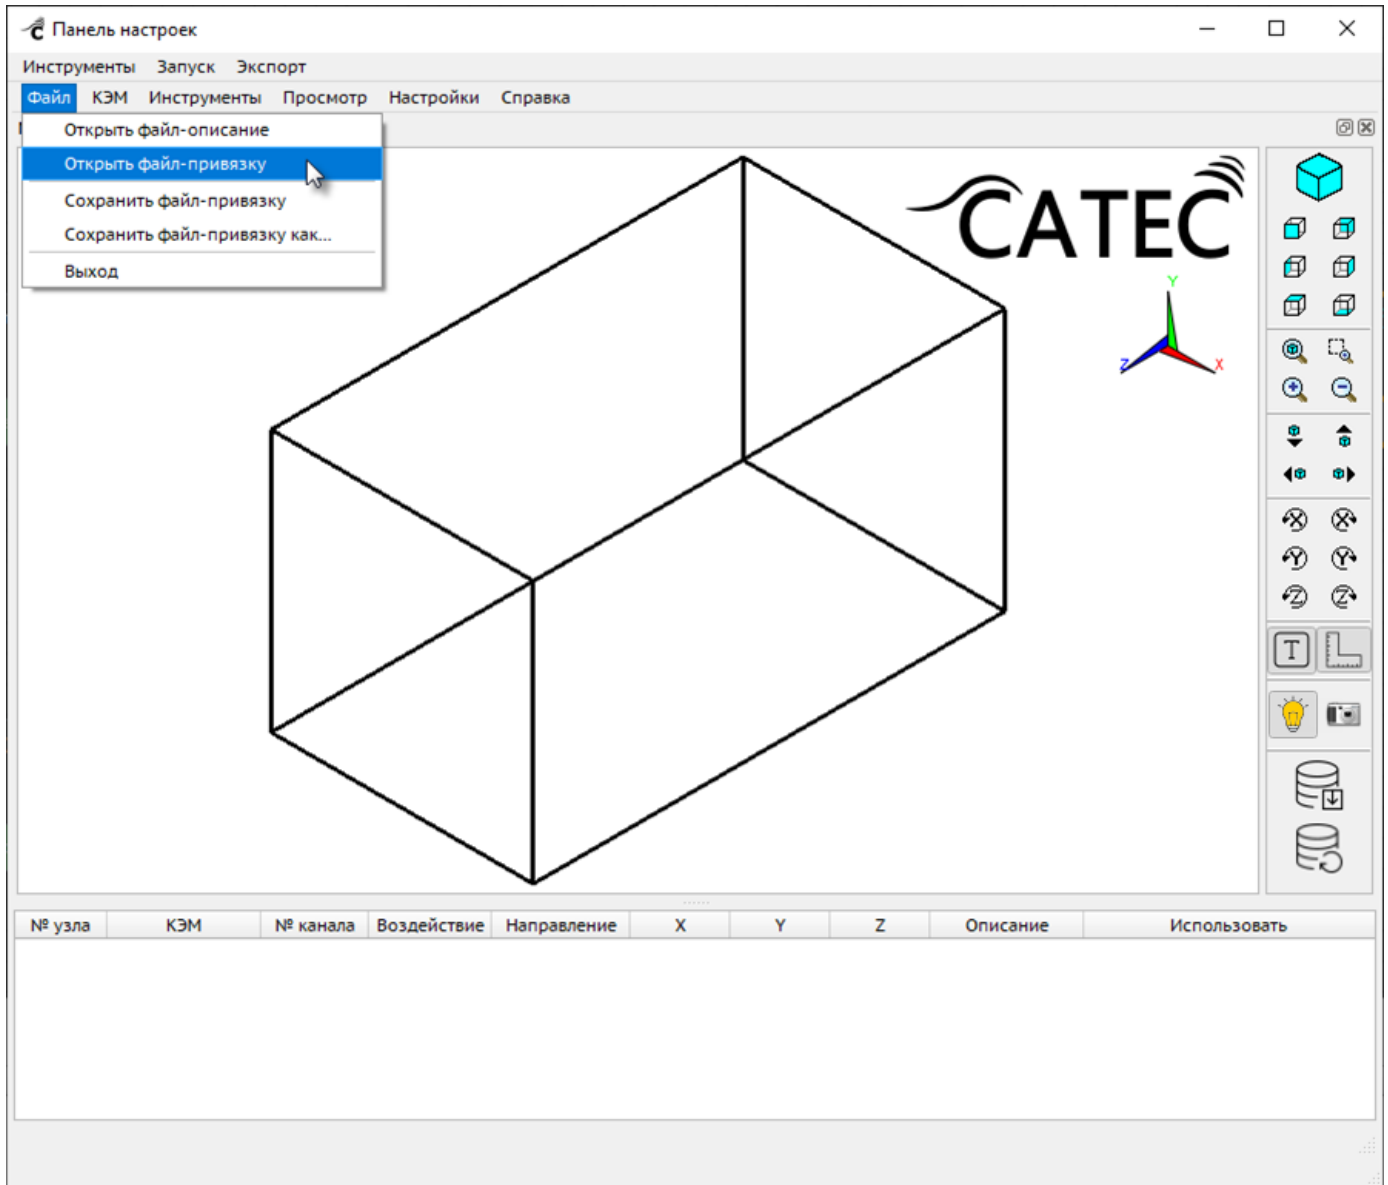 Панель настроек
Инструменты Запуск Экспорт
Файл КЭМ Инструменты Просмотр Настройки Справка
Открыть файл-описание
Открыть файл-привязку
Сохранить файл-привязку
Сохранить файл-привязку как...
Выход
CATEC
Y
Z X
X X
Y Y
Z Z
T
№ узла КЭМ № канала Воздействие Направление X Y Z Описание Использовать